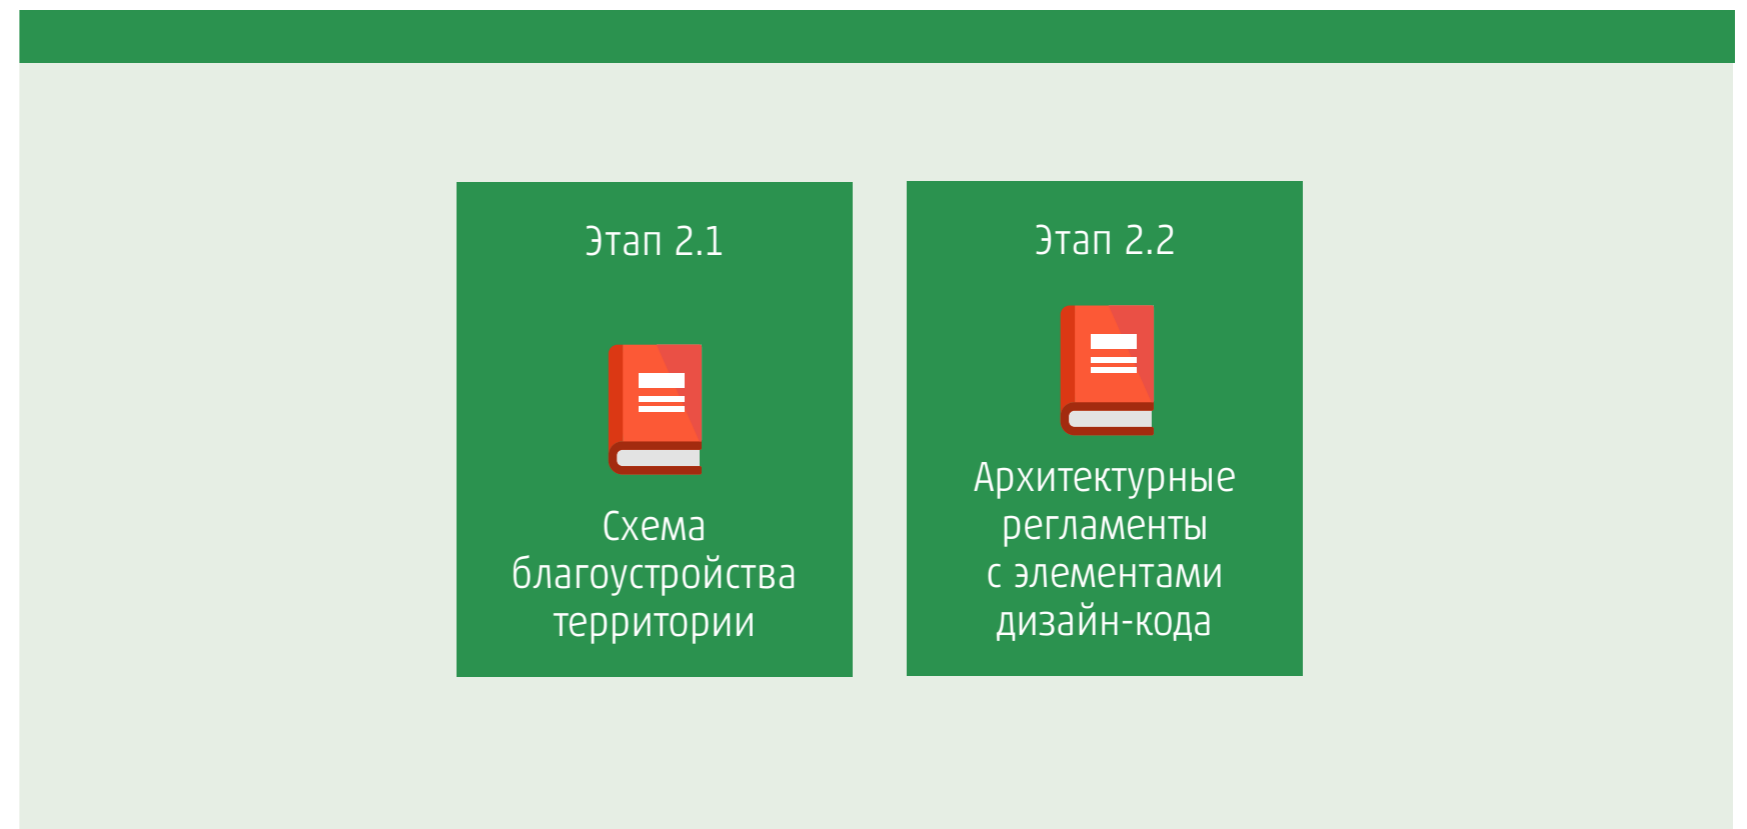 Этап 2.1
Схема
благоустройства
территории
Этап 2.2
Архитектурные
регламенты
с элементами
дизайн-кода